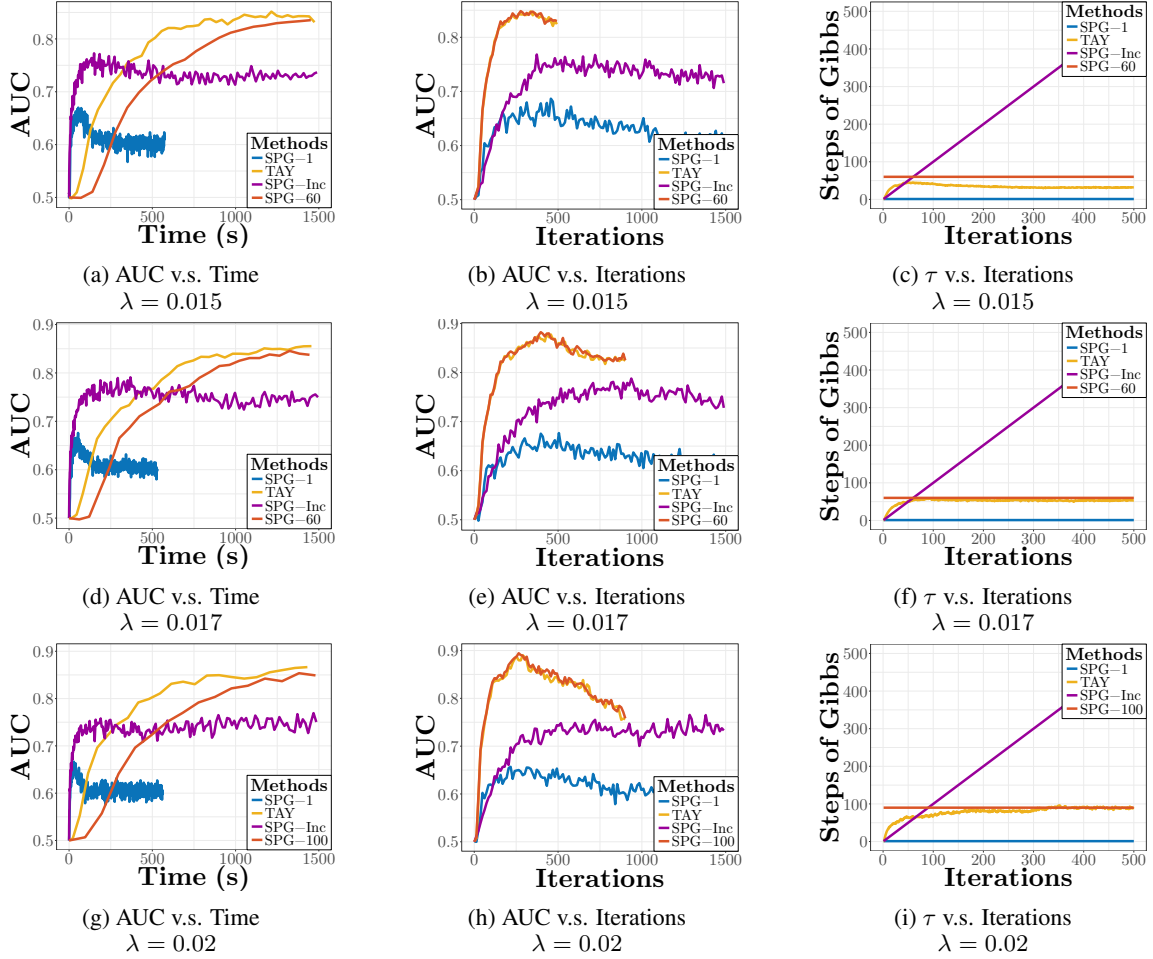 AUC
0.8
0.7
0.6
0.5
0
500
1000
1500
Time (s)
Methods
SPG−1
TAY
SPG−Inc
SPG−60
(a) AUC v.s. Time
λ = 0.015
AUC
0.8
0.7
0.6
0.5
0
500
1000
1500
Iterations
Methods
SPG−1
TAY
SPG−Inc
SPG−60
(b) AUC v.s. Iterations
λ = 0.015
Steps of Gibbs
500
400
300
200
100
0
0
100
200
300
400
500
Iterations
Methods
SPG−1
TAY
SPG−Inc
SPG−60
(c) τ v.s. Iterations
λ = 0.015
AUC
0.9
0.8
0.7
0.6
0.5
0
500
1000
1500
Time (s)
Methods
SPG−1
TAY
SPG−Inc
SPG−60
(d) AUC v.s. Time
λ = 0.017
AUC
0.9
0.8
0.7
0.6
0.5
0
500
1000
1500
Iterations
Methods
SPG−1
TAY
SPG−Inc
SPG−60
(e) AUC v.s. Iterations
λ = 0.017
Steps of Gibbs
500
400
300
200
100
0
0
100
200
300
400
500
Iterations
Methods
SPG−1
TAY
SPG−Inc
SPG−60
(f) τ v.s. Iterations
λ = 0.017
AUC
0.9
0.8
0.7
0.6
0.5
0
500
1000
1500
Time (s)
Methods
SPG−1
TAY
SPG−Inc
SPG−100
(g) AUC v.s. Time
λ = 0.02
AUC
0.9
0.8
0.7
0.6
0.5
0
500
1000
1500
Iterations
Methods
SPG−1
TAY
SPG−Inc
SPG−100
(h) AUC v.s. Iterations
λ = 0.02
Steps of Gibbs
500
400
300
200
100
0
0
100
200
300
400
500
Iterations
Methods
SPG−1
TAY
SPG−Inc
SPG−100
(i) τ v.s. Iterations
λ = 0.02